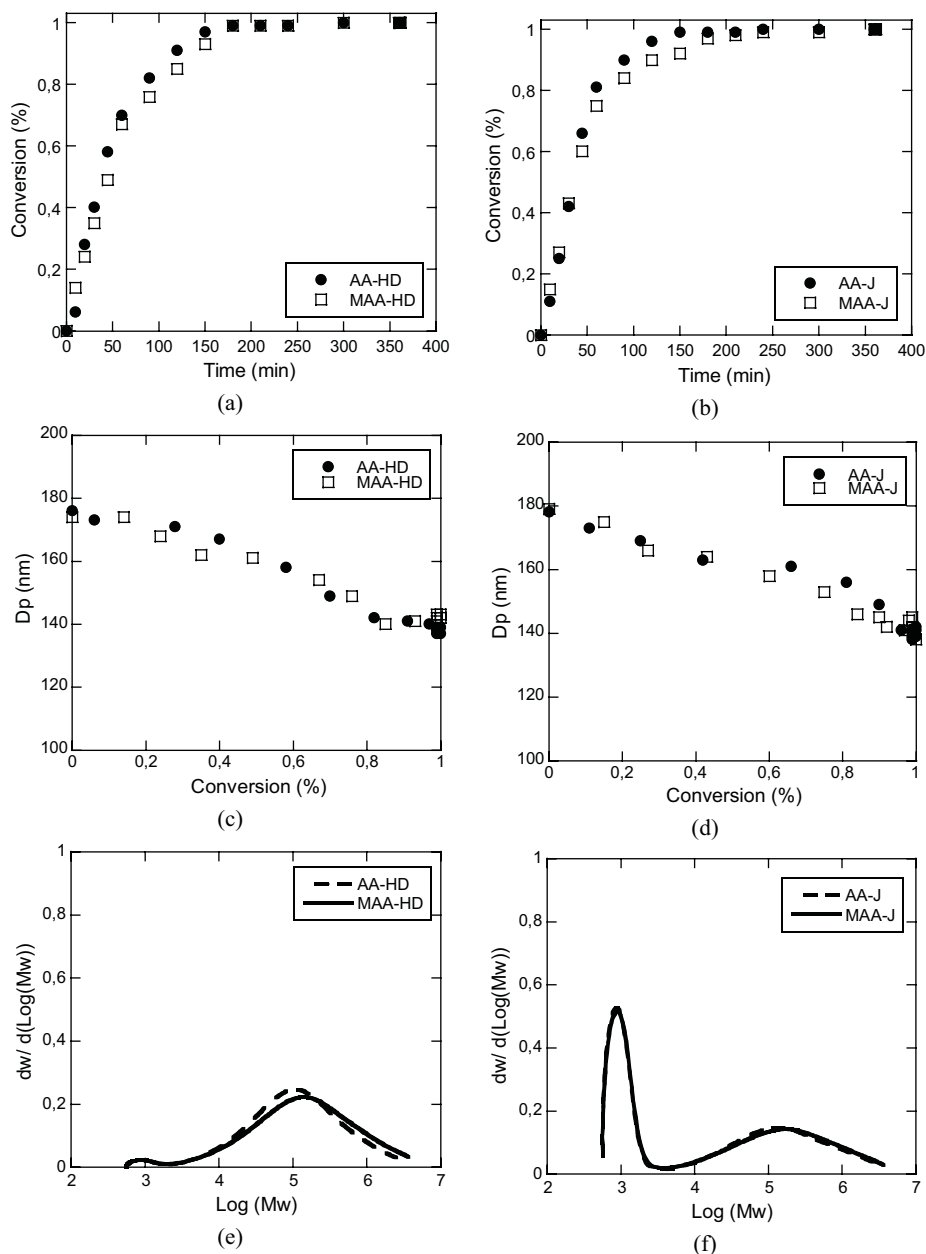 1
0,8
0,6
0,4
0,2
0
Conversion (%)
AA-HD
MAA-HD
0 50 100 150 200 250 300 350 400
Time (min)
(a)
1
0,8
0,6
0,4
0,2
0
Conversion (%)
AA-J
MAA-J
0 50 100 150 200 250 300 350 400
Time (min)
(b)
200
180
160
140
120
100
Dp (nm)
AA-HD
MAA-HD
0 0,2 0,4 0,6 0,8 1
Conversion (%)
(c)
200
180
160
140
120
100
Dp (nm)
AA-J
MAA-J
0 0,2 0,4 0,6 0,8 1
Conversion (%)
(d)
1
0,8
0,6
0,4
0,2
0
dw/ d(Log(Mw))
AA-HD
MAA-HD
2 3 4 5 6 7
Log (Mw)
(e)
1
0,8
0,6
0,4
0,2
0
dw/ d(Log(Mw))
AA-J
MAA-J
2 3 4 5 6 7
Log (Mw)
(f)